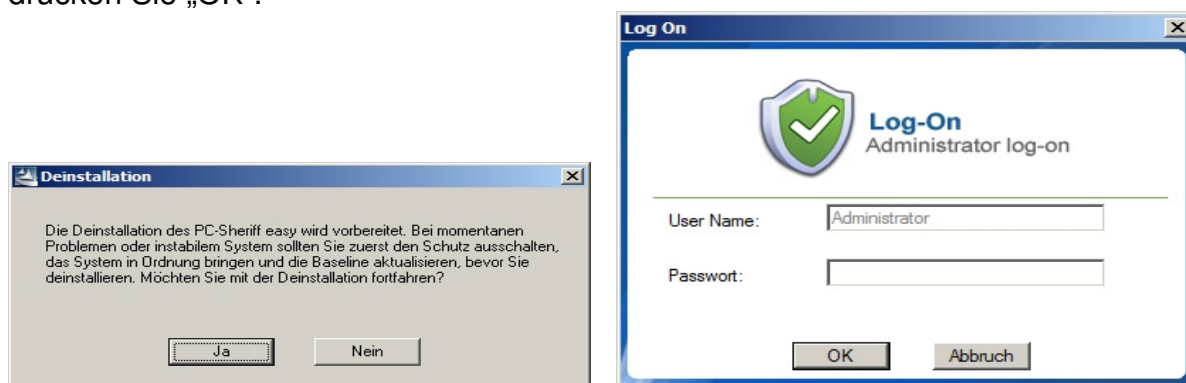 drücken Sie „OK“.
Deinstallation
Die Deinstallation des PC-Sheriff easy wird vorbereitet. Bei momentanen
Problemen oder instabilem System sollten Sie zuerst den Schutz ausschalten,
das System in Ordnung bringen und die Baseline aktualisieren, bevor Sie
deinstallieren. Möchten Sie mit der Deinstallation fortfahren?
Ja Nein
Log On
Log-On
Administrator log-on
User Name: Administrator
Passwort:
OK Abbruch